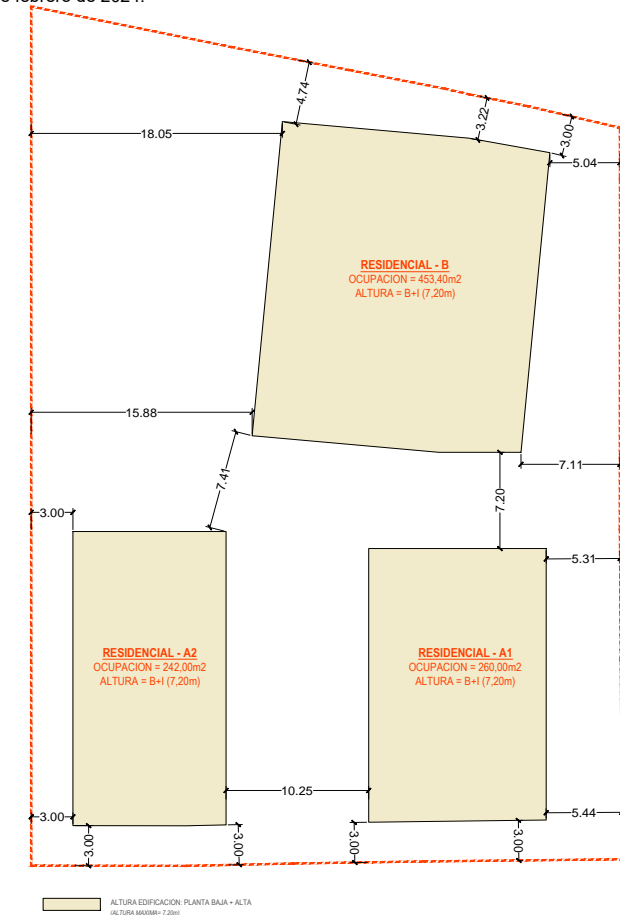 febrero de 2024.
4.74
3.22
3.00
18.05
5.04
RESIDENCIAL - B
OCUPACION = 453,40m2
ALTURA = B+I (7,20m)
15.88
7.41
7.11
7.20
3.00
5.31
RESIDENCIAL - A2
OCUPACION = 242,00m2
ALTURA = B+I (7,20m)
RESIDENCIAL - A1
OCUPACION = 260,00m2
ALTURA = B+I (7,20m)
10.25
3.00
5.44
3.00
3.00
3.00
3.00
ALTURA EDIFICACION: PLANTA BAJA + ALTA
(ALTURA MAXIMA= 7.20m)